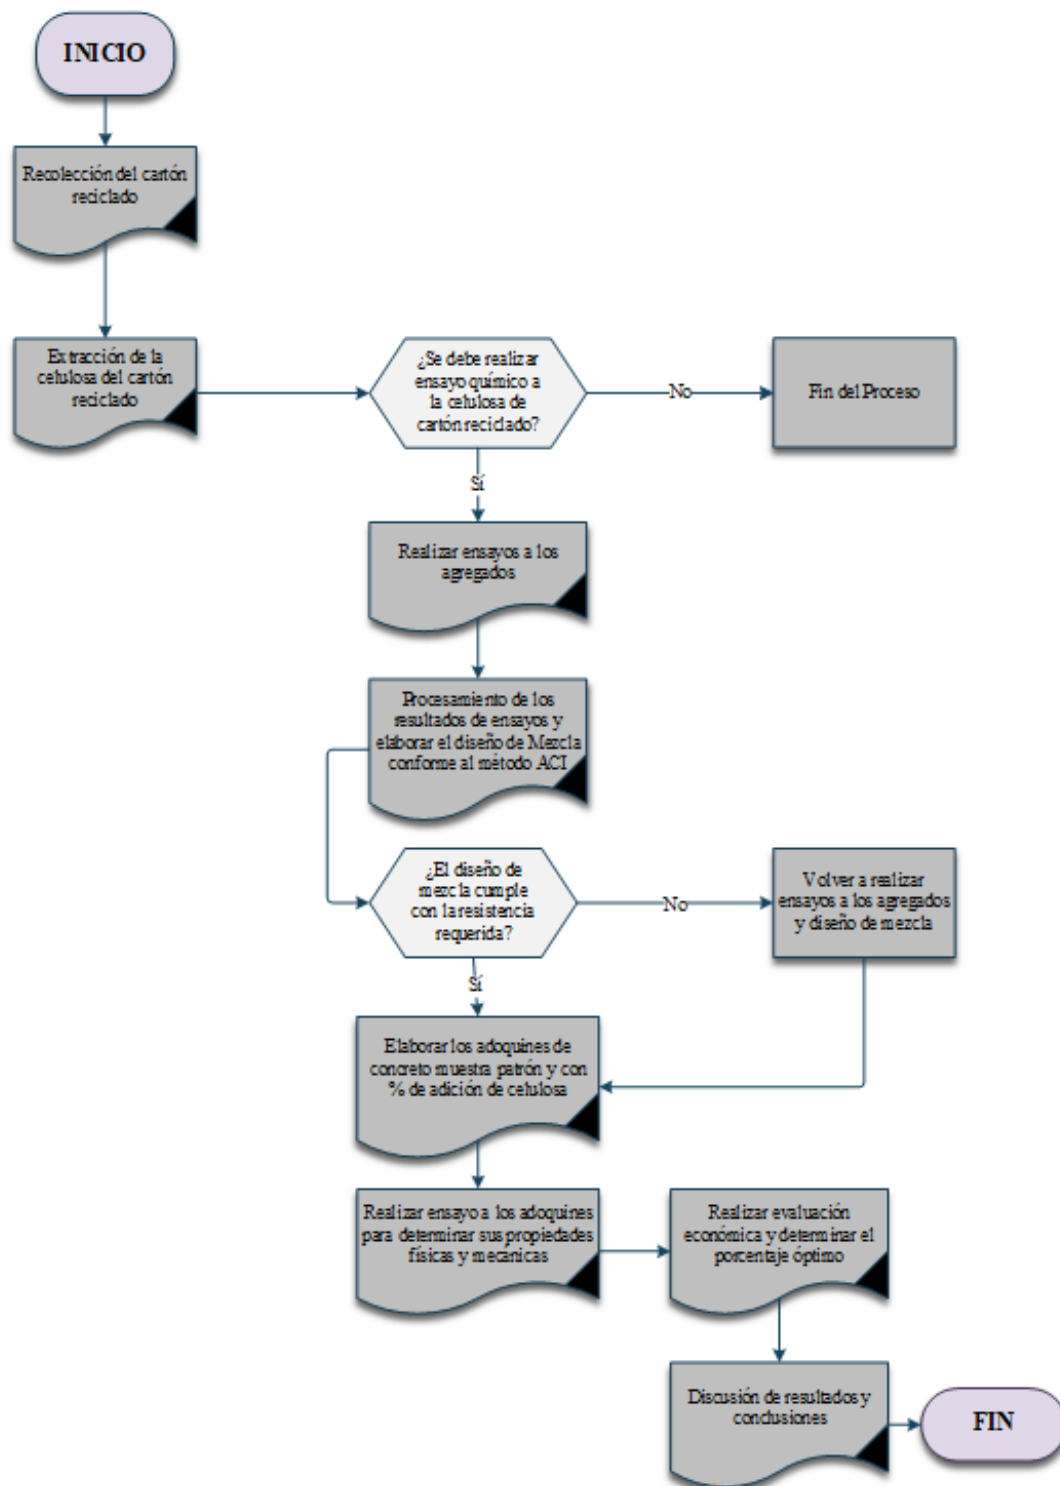 INICIO
Recolección del cartón
reciclado
Extracción de la
celulosa del cartón
reciclado
¿Se debe realizar
ensayo químico a
la celulosa de
cartón reciclado?
No
Fin del Proceso
Sí
Realizar ensayos a los
agregados
Procesamiento de los
resultados de ensayos y
elaborar el diseño de Mezcla
conforme al método ACI
¿El diseño de
mezcla cumple
con la resistencia
requerida?
No
Volver a realizar
ensayos a los agregados
y diseño de mezcla
Sí
Elaborar los adoquines de
concreto muestra patrón y con
% de adición de celulosa
Realizar ensayo a los adoquines
para determinar sus propiedades
físicas y mecánicas
Realizar evaluación
económica y determinar el
porcentaje óptimo
Discusión de resultados y
conclusiones
FIN